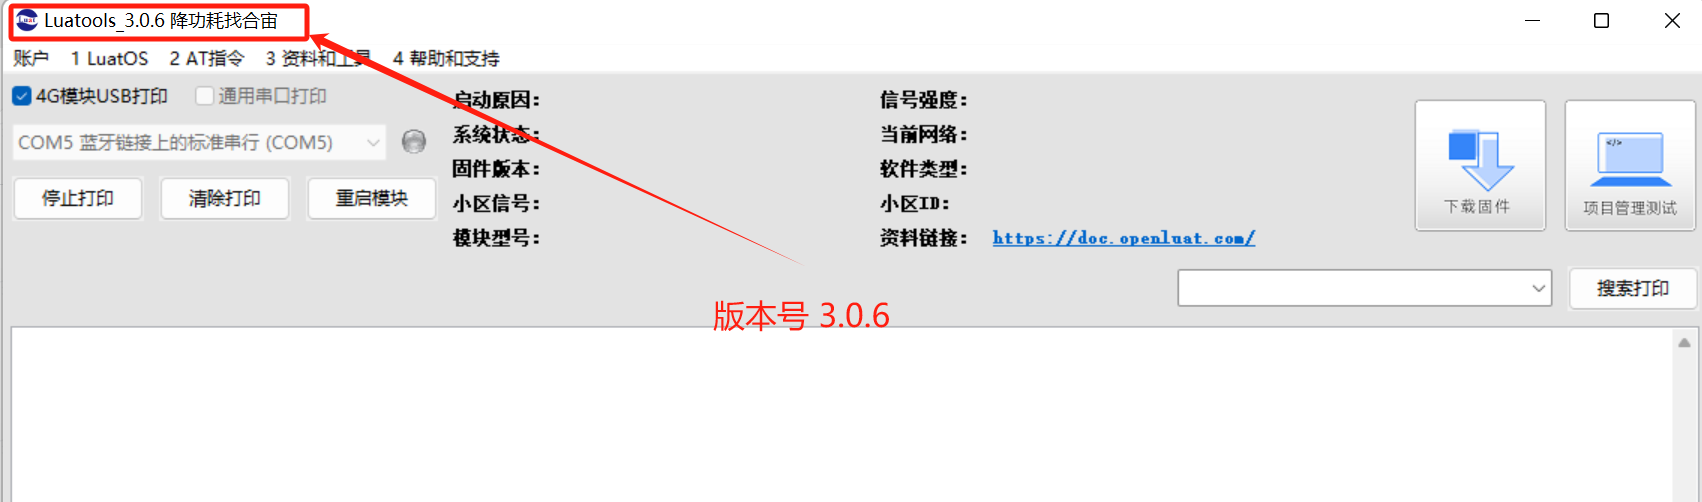 Luat
Luatools_3.0.6 降功耗找合宙
账户 1 LuatOS 2 AT指令 3 资料和工具 4 帮助和支持
4G模块USB打印 通用串口打印
COM5 蓝牙链接上的标准串行 (COM5)
停止打印 清除打印 重启模块
启动原因:
系统状态:
固件版本:
小区信号:
模块型号:
信号强度:
当前网络:
软件类型:
小区ID:
资料链接: https://doc.openluat.com/
下载固件
</>
项目管理测试
搜索打印
版本号 3.0.6